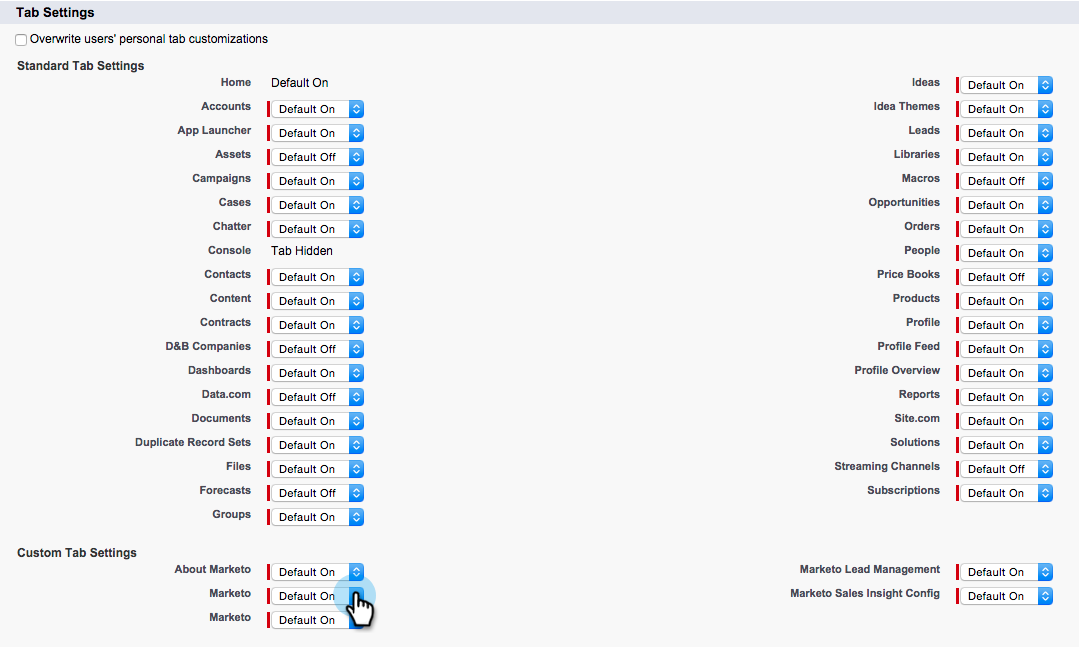 Tab Settings
Overwrite users' personal tab customizations
Standard Tab Settings
Home Default On
Accounts Default On
App Launcher Default On
Assets Default Off
Campaigns Default On
Cases Default On
Chatter Default On
Console Tab Hidden
Contacts Default On
Content Default On
Contracts Default On
D&B Companies Default Off
Dashboards Default On
Data.com Default Off
Documents Default On
Duplicate Record Sets Default On
Files Default On
Forecasts Default Off
Groups Default On
Ideas Default On
Idea Themes Default On
Leads Default On
Libraries Default On
Macros Default Off
Opportunities Default On
Orders Default On
People Default On
Price Books Default Off
Products Default On
Profile Default On
Profile Feed Default On
Profile Overview Default On
Reports Default On
Site.com Default On
Solutions Default On
Streaming Channels Default Off
Subscriptions Default On
Custom Tab Settings
About Marketo Default On
Marketo Default On
Marketo Default On
Marketo Lead Management Default On
Marketo Sales Insight Config Default On